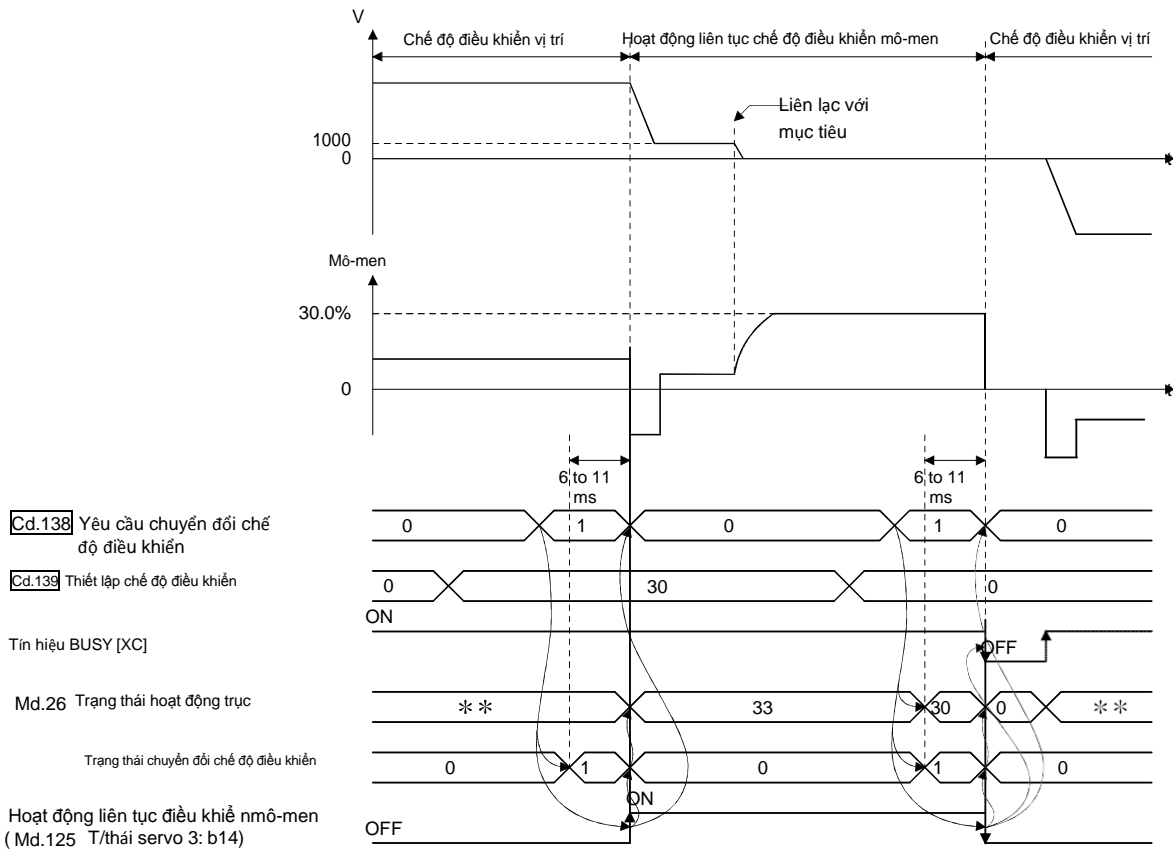 V
Chế độ điều khiển vị trí
Hoạt động liên tục chế độ điều khiển mô-men
Chế độ điều khiển vị trí
Liên lạc với
mục tiêu
1000
0
t
Mô-men
30.0%
0
t
6 to 11
ms
6 to 11
ms
Cd.138 Yêu cầu chuyển đổi chế
độ điều khiển
0 1 0 1 0
Cd.139 Thiết lập chế độ điều khiển
0 30 0
ON
Tín hiệu BUSY [XC]
OFF
Md.26 Trạng thái hoạt động trục
** 33 30 0 **
Trạng thái chuyển đổi chế độ điều khiển
0 1 0 1 0
ON
Hoạt động liên tục điều khiể nmô-men
OFF
( Md.125 T/thái servo 3: b14)